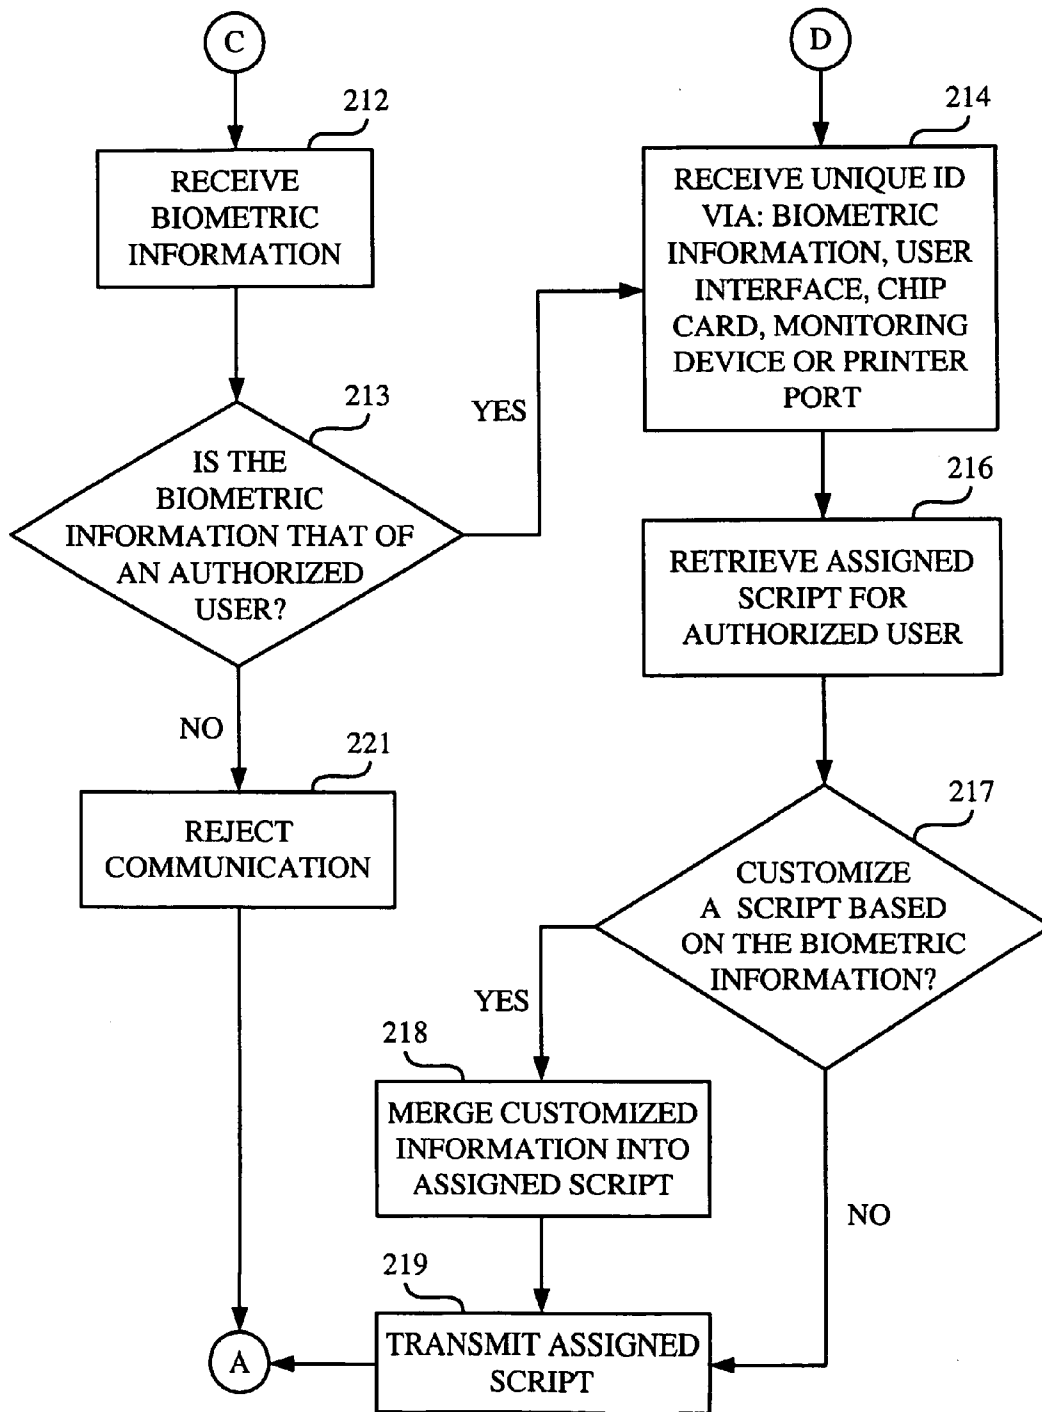 C
212
RECEIVE
BIOMETRIC
INFORMATION
213
IS THE
BIOMETRIC
INFORMATION THAT OF
AN AUTHORIZED
USER?
YES
NO
221
REJECT
COMMUNICATION
D
214
RECEIVE UNIQUE ID
VIA: BIOMETRIC
INFORMATION, USER
INTERFACE, CHIP
CARD, MONITORING
DEVICE OR PRINTER
PORT
216
RETRIEVE ASSIGNED
SCRIPT FOR
AUTHORIZED USER
217
CUSTOMIZE
A SCRIPT BASED
ON THE BIOMETRIC
INFORMATION?
YES
NO
218
MERGE CUSTOMIZED
INFORMATION INTO
ASSIGNED SCRIPT
219
TRANSMIT ASSIGNED
SCRIPT
A